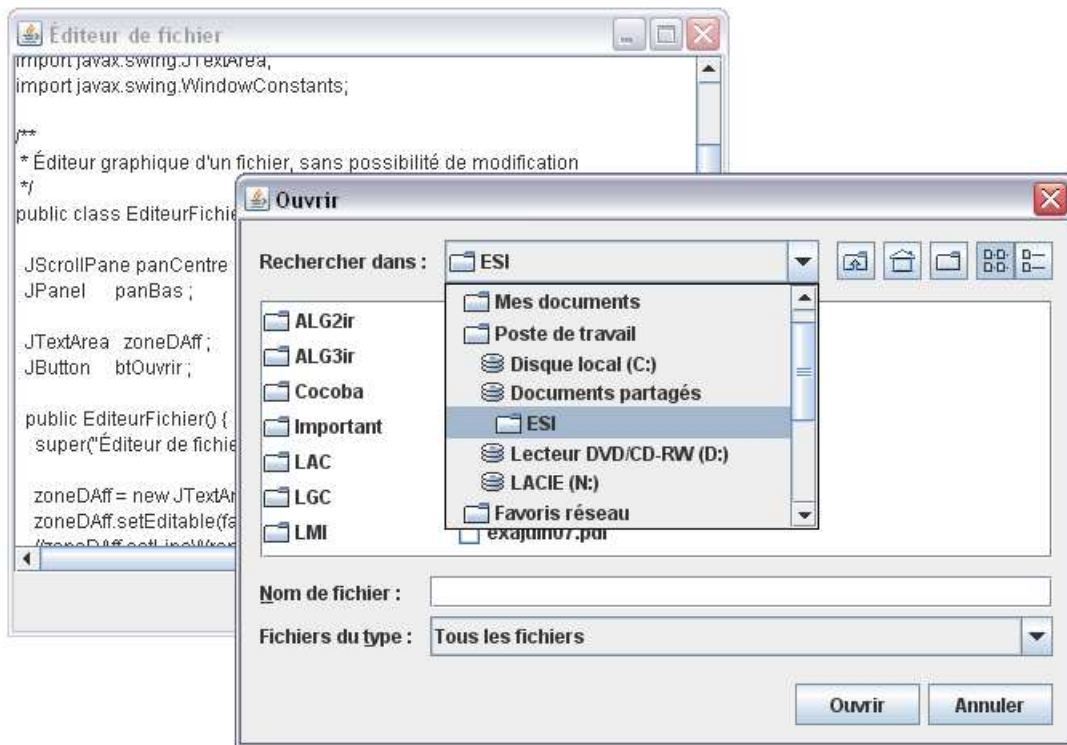 Éditeur de fichier
import javax.swing.JTextArea;
import javax.swing.WindowConstants;
/**
* Éditeur graphique d'un fichier, sans possibilité de modification
*/
public class EditeurFichie
JScrollPane panCentre
JPanel panBas ;
JTextArea zoneDAff ;
JButton btOuvrir ;
public EditeurFichier() {
super("Éditeur de fichie
zoneDAff = new JTextAr
zoneDAff.setEditable(fa
//zoneDAff.setLineWrap
Ouvrir
Rechercher dans :
ESI
Mes documents
Poste de travail
Disque local (C:)
Documents partagés
ESI
Lecteur DVD/CD-RW (D:)
LACIE (N:)
Favoris réseau
ALG2ir
ALG3ir
Cocoba
Important
LAC
LGC
LMI
exajuin07.pdf
Nom de fichier :
Fichiers du type :
Tous les fichiers
Ouvrir
Annuler